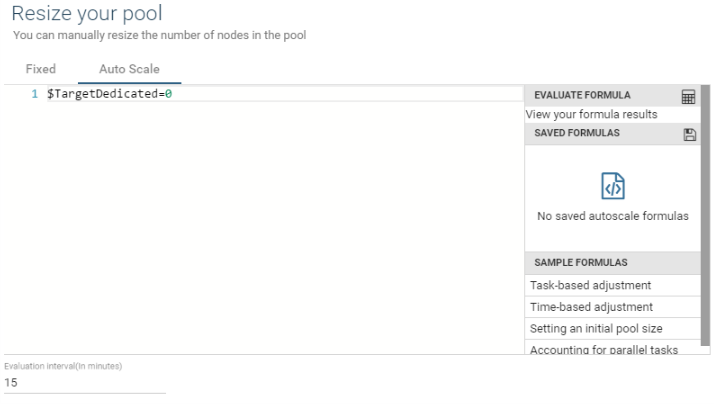 Resize your pool
You can manually resize the number of nodes in the pool
Fixed Auto Scale
1 $TargetDedicated=0
EVALUATE FORMULA
View your formula results
SAVED FORMULAS
No saved autoscale formulas
SAMPLE FORMULAS
Task-based adjustment
Time-based adjustment
Setting an initial pool size
Accounting for parallel tasks
Evaluation interval(In minutes)
15